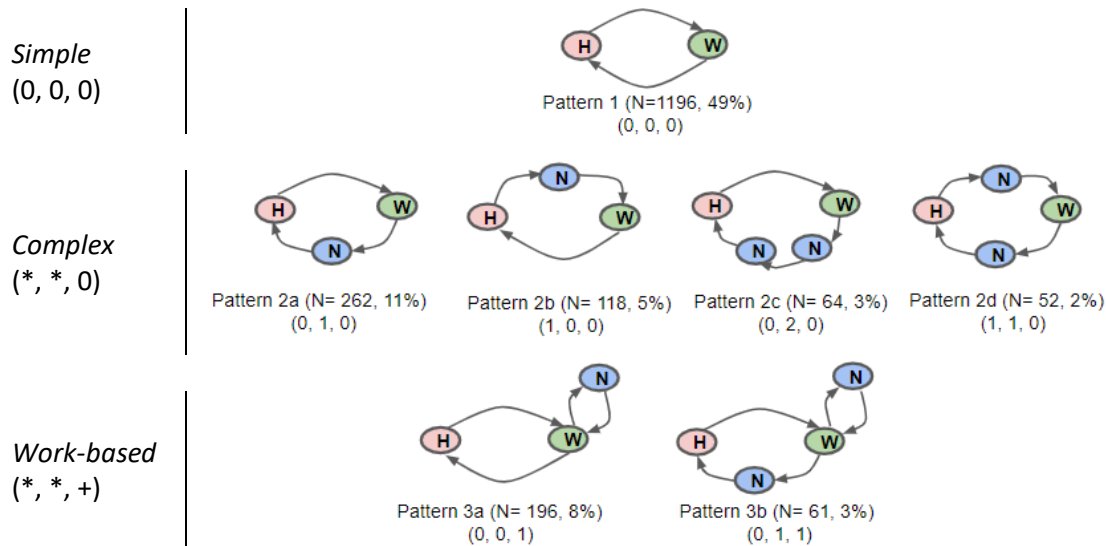 Simple
(0, 0, 0)
H
W
Pattern 1 (N=1196, 49%)
(0, 0, 0)
Complex
(*, *, 0)
H
W
N
Pattern 2a (N= 262, 11%)
(0, 1, 0)
N
H
W
Pattern 2b (N= 118, 5%)
(1, 0, 0)
H
W
N
N
Pattern 2c (N= 64, 3%)
(0, 2, 0)
N
H
W
N
Pattern 2d (N= 52, 2%)
(1, 1, 0)
Work-based
(*, *, +)
N
H
W
Pattern 3a (N= 196, 8%)
(0, 0, 1)
N
H
W
N
Pattern 3b (N= 61, 3%)
(0, 1, 1)